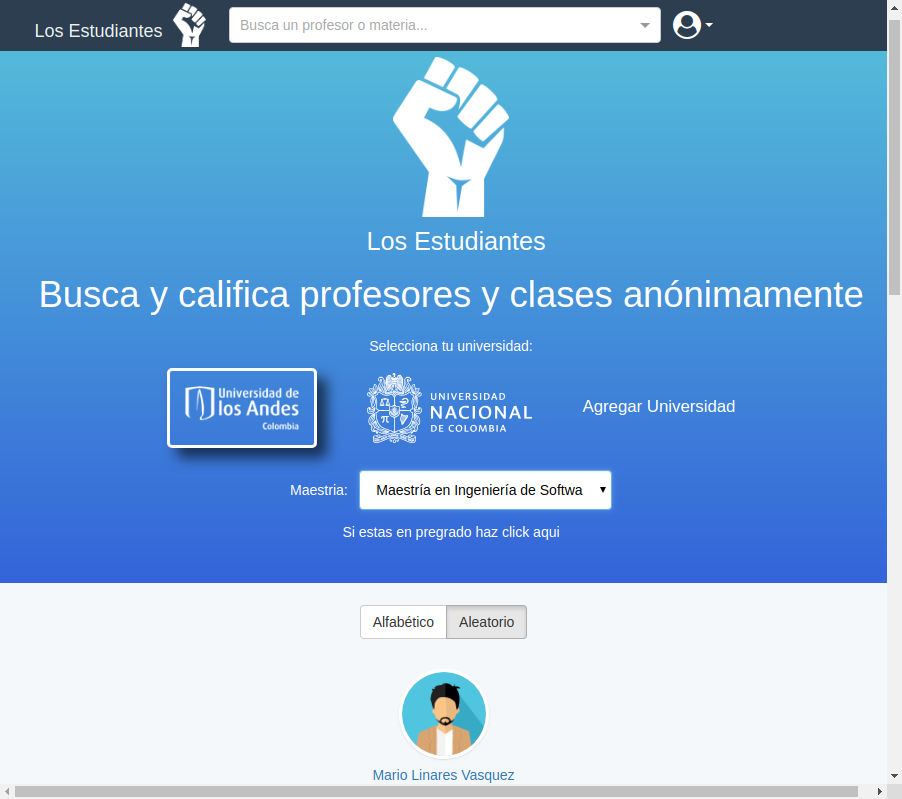 Los Estudiantes
Busca un profesor o materia...
Los Estudiantes
Busca y califica profesores y clases anónimamente
Selecciona tu universidad:
Universidad de
los Andes
Colombia
UNIVERSIDAD
NACIONAL
DE COLOMBIA
Agregar Universidad
Maestria:
Maestría en Ingeniería de Softwa
Si estas en pregrado haz click aqui
Alfabético
Aleatorio
Mario Linares Vasquez